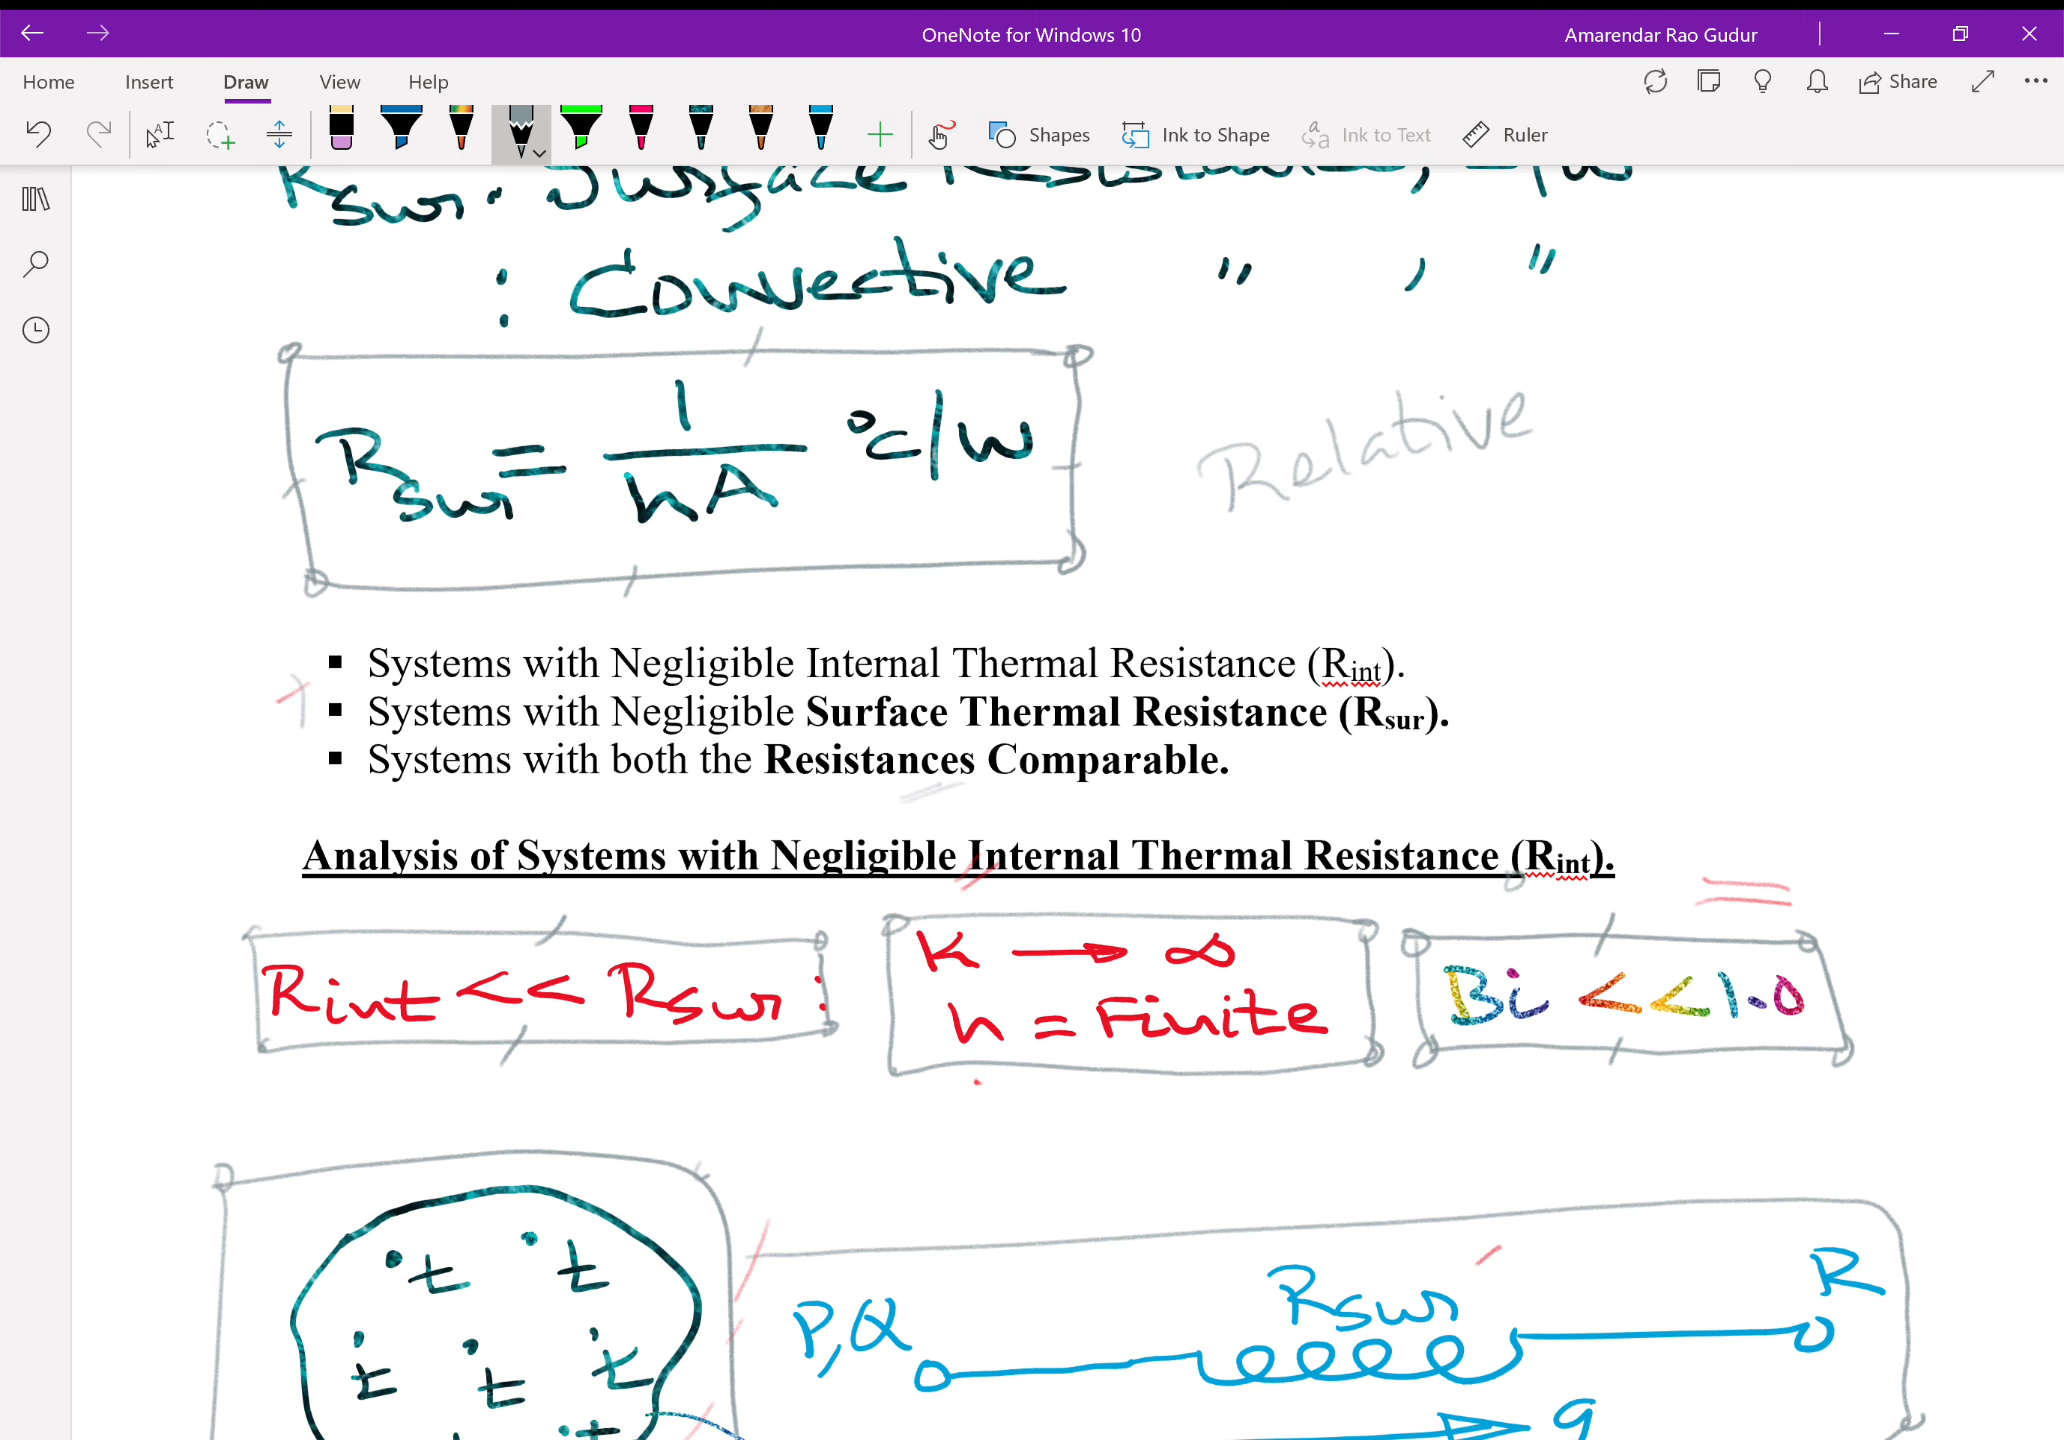 OneNote for Windows 10
Amarendar Rao Gudur
Home Insert Draw View Help
Share
Shapes Ink to Shape Ink to Text Ruler
Rsur: Surface Resistance, °C/W
: Convective " , "
Rsur = 1/hA °C/W
Relative
▪ Systems with Negligible Internal Thermal Resistance (Rint).
▪ Systems with Negligible Surface Thermal Resistance (Rsur).
▪ Systems with both the Resistances Comparable.
Analysis of Systems with Negligible Internal Thermal Resistance (Rint).
Rint << Rsur :
K → ∞
h = Finite
Bi << 1.0
t t
t t t
t
P,Q
Rsur
R
q